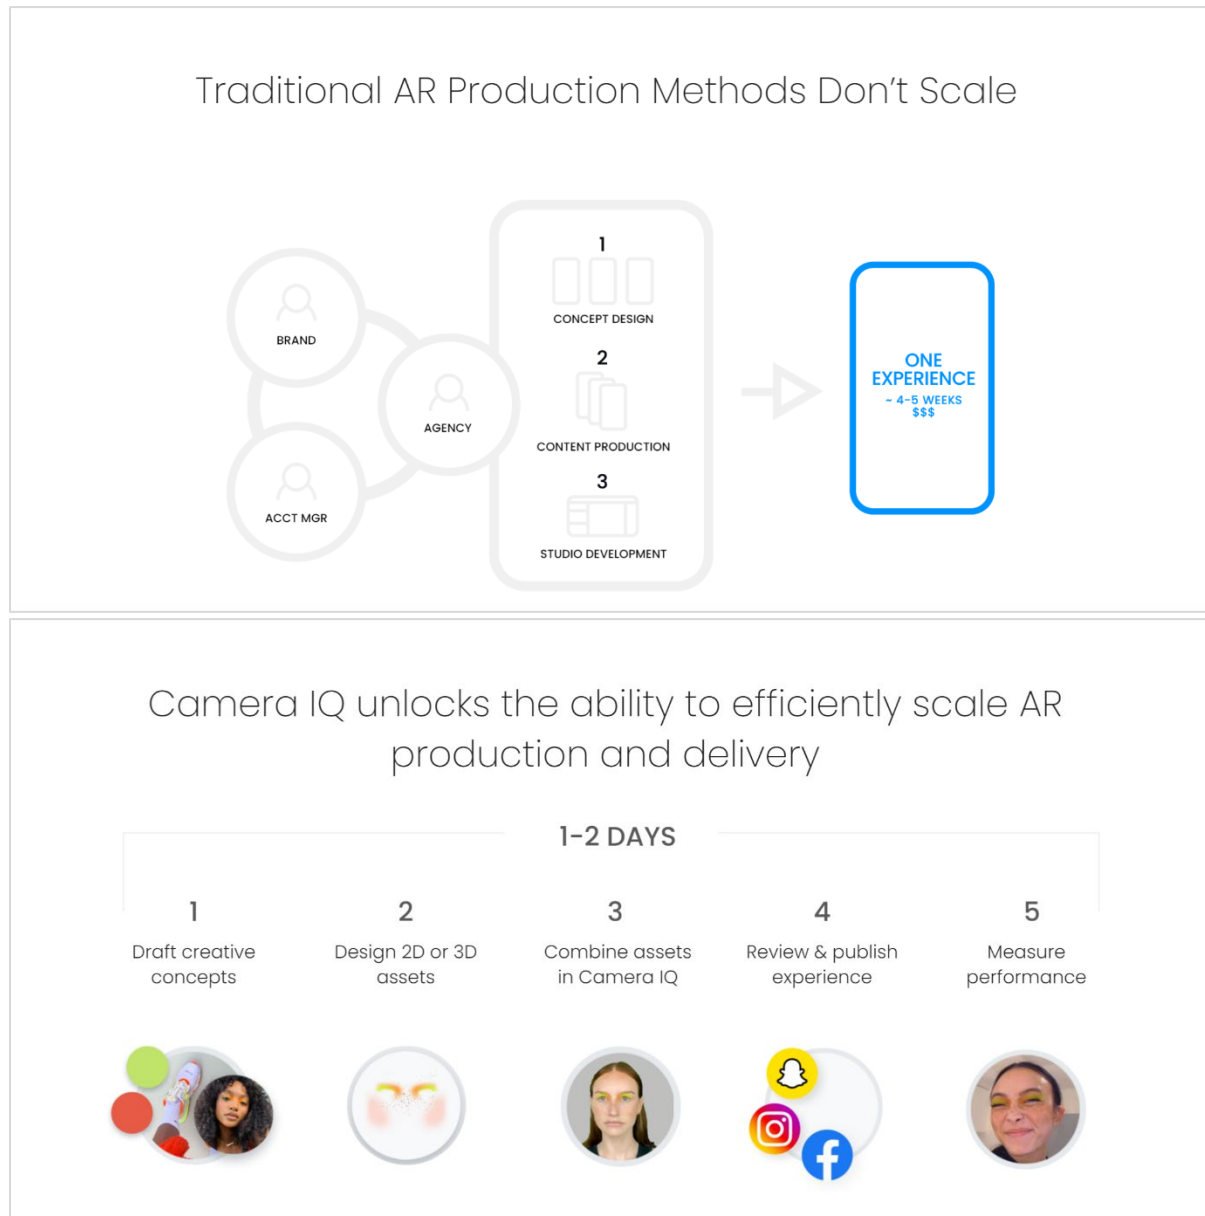 Traditional AR Production Methods Don't Scale
BRAND
ACCT MGR
AGENCY
1
CONCEPT DESIGN
2
CONTENT PRODUCTION
3
STUDIO DEVELOPMENT
ONE
EXPERIENCE
~ 4-5 WEEKS
$$$
Camera IQ unlocks the ability to efficiently scale AR
production and delivery
1-2 DAYS
1
Draft creative
concepts
2
Design 2D or 3D
assets
3
Combine assets
in Camera IQ
4
Review & publish
experience
5
Measure
performance